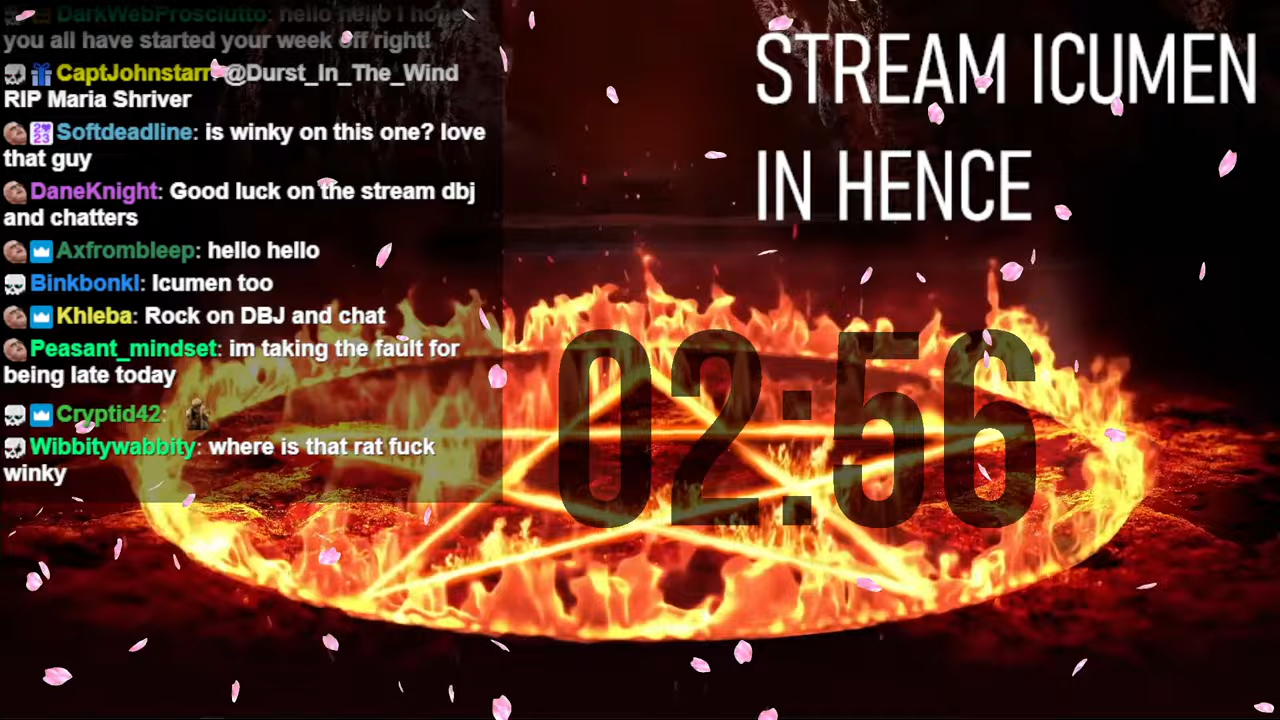 DarkWebProsciutto: hello hello I hope
you all have started your week off right!
CaptJohnstarr: @Durst_In_The_Wind
RIP Maria Shriver
2023 Softdeadline: is winky on this one? love
that guy
DaneKnight: Good luck on the stream dbj
and chatters
Axfrombleep: hello hello
Binkbonkl: Icumen too
Khleba: Rock on DBJ and chat
Peasant_mindset: im taking the fault for
being late today
Cryptid42:
Wibbitywabbity: where is that rat fuck
winky
STREAM ICUMEN
IN HENCE
02:56